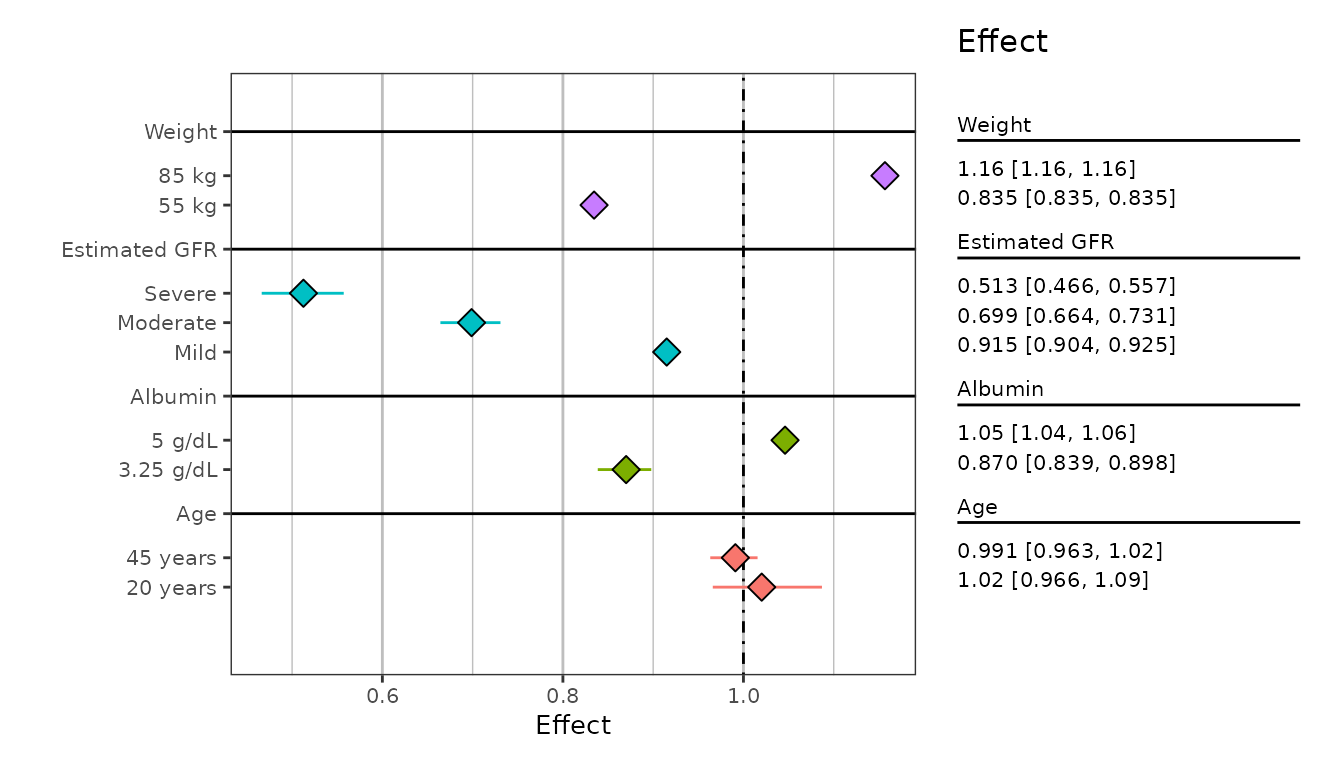 Effect
Weight
85 kg
55 kg
Estimated GFR
Severe
Moderate
Mild
Albumin
5 g/dL
3.25 g/dL
Age
45 years
20 years
0.6 0.8 1.0
Effect
Weight
1.16 [1.16, 1.16]
0.835 [0.835, 0.835]
Estimated GFR
0.513 [0.466, 0.557]
0.699 [0.664, 0.731]
0.915 [0.904, 0.925]
Albumin
1.05 [1.04, 1.06]
0.870 [0.839, 0.898]
Age
0.991 [0.963, 1.02]
1.02 [0.966, 1.09]